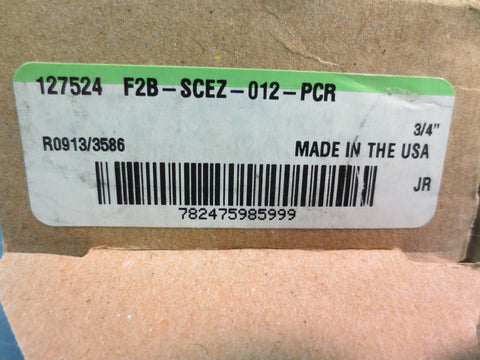 127524 F2B-SCEZ-012-PCR
3/4"
R0913/3586 MADE IN THE USA
JR
782475985999